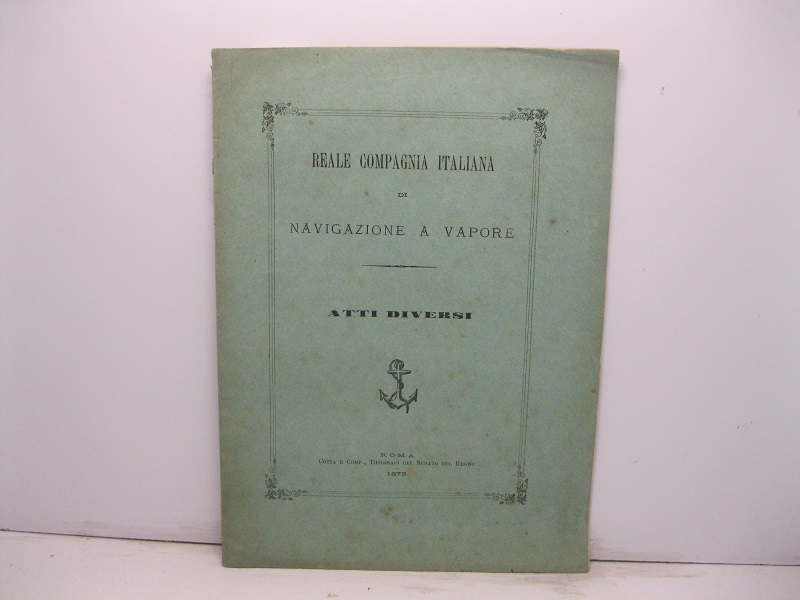 REALE COMPAGNIA ITALIANA
DI
NAVIGAZIONE A VAPORE
ATTI DIVERSI
ROMA
COTTA E COMP., TIPOGRAFI DEL SENATO DEL REGNO
1873